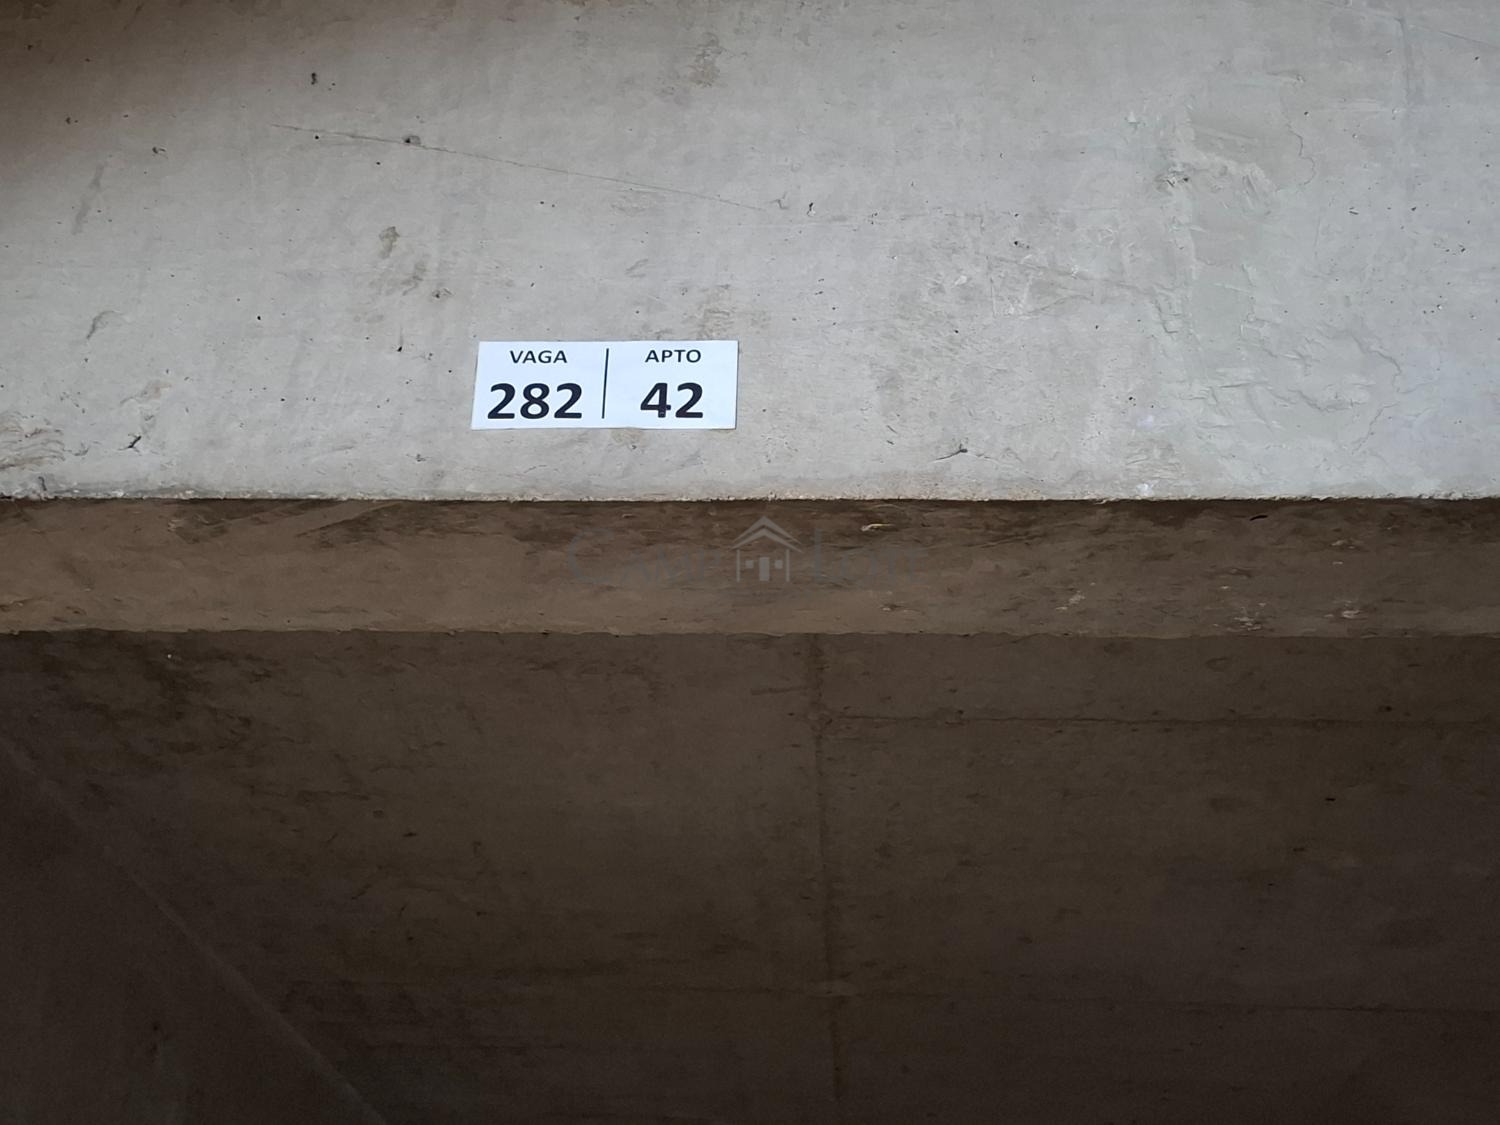 VAGA | APTO
282 | 42